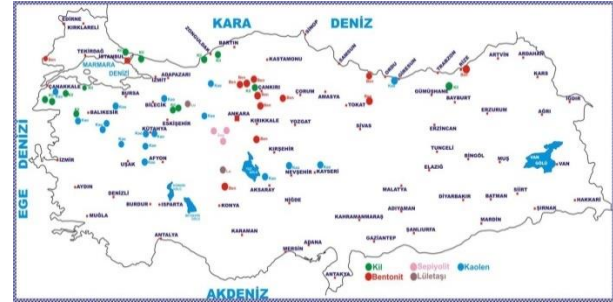 KARA DENİZ
EDİRNE
KIRKLARELİ
TEKİRDAĞ
İSTANBUL
MARMARA
DENİZİ
İZMİT
ADAPAZARI
ZONGULDAK
BARTIN
KASTAMONU
SİNOP
SAMSUN
ORDU
GİRESUN
TRABZON
RİZE
ARTVİN
ARDAHAN
KARS
ÇANAKKALE
BURSA
BİLECİK
ÇANKIRI
ÇORUM
AMASYA
TOKAT
GÜMÜŞHANE
BAYBURT
ERZURUM
AĞRI
IĞDIR
BALIKESİR
ESKİŞEHİR
KÜTAHYA
ANKARA
KIRIKKALE
YOZGAT
SİVAS
ERZİNCAN
TUNCELİ
EGE DENİZİ
İZMİR
UŞAK
AFYON
KIRŞEHİR
NEVŞEHİR
KAYSERİ
ELAZIĞ
BİNGÖL
MUŞ
VAN
AYDIN
DENİZLİ
BURDUR
ISPARTA
KONYA
AKSARAY
NİĞDE
MALATYA
ADIYAMAN
DİYARBAKIR
BATMAN
SİİRT
HAKKARİ
ŞIRNAK
MARDİN
MUĞLA
ANTALYA
KARAMAN
MERSİN
ADANA
KAHRAMANMARAŞ
GAZİANTEP
ŞANLIURFA
ANTAKYA
AKDENİZ
Kil
Sepiyolit
Kaolen
Bentonit
Lületaşı